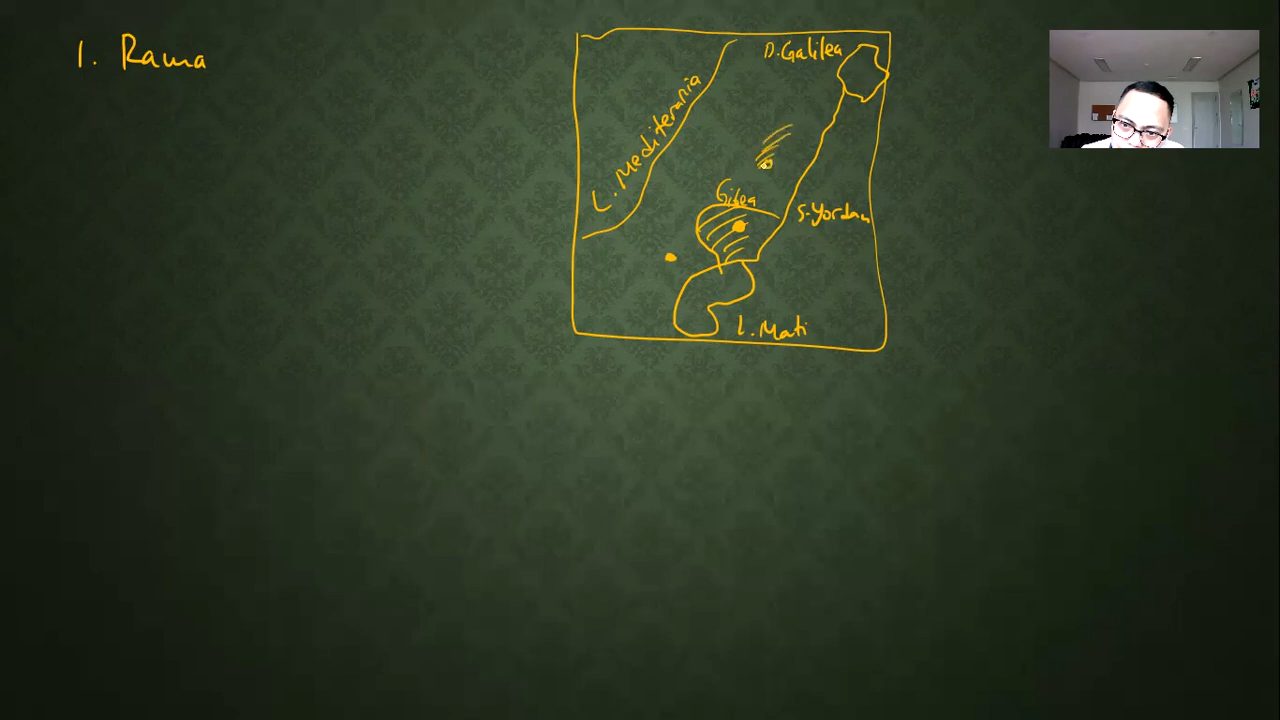 1. Rama
D. Galilea
L. Mediterania
Gibea
S. Yordan
L. Mati